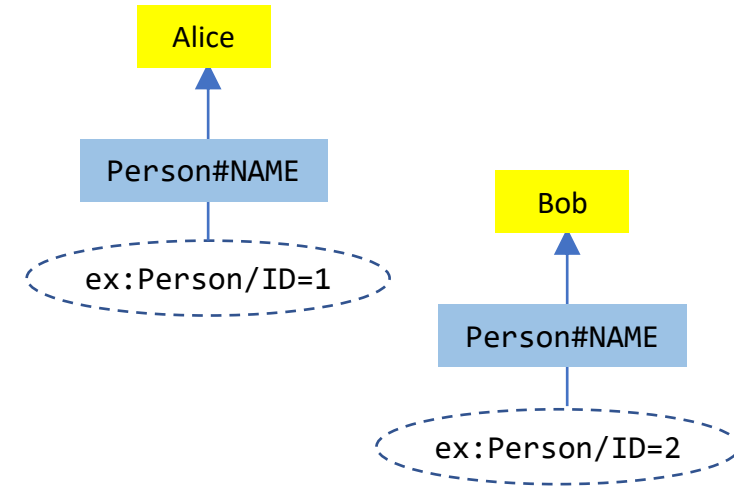 Alice
Person#NAME
ex:Person/ID=1
Bob
Person#NAME
ex:Person/ID=2